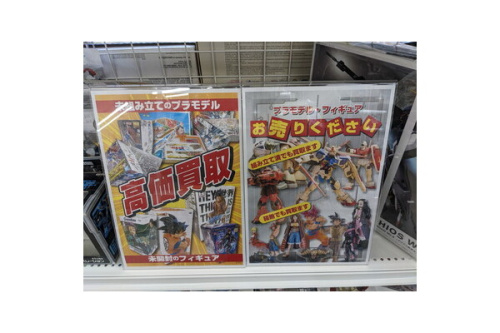 未組み立てのプラモデル
高価買取
未開封のフィギュア
プラモデル・フィギュア
お売りください
組み立て済でも買取ます
開封でも買取ます
HIOS W